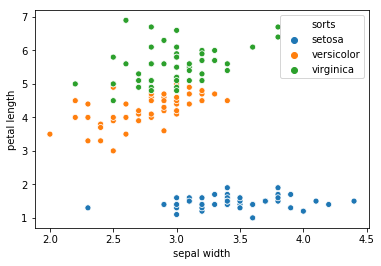 sorts
setosa
versicolor
virginica
petal length
7
6
5
4
3
2
1
2.0 2.5 3.0 3.5 4.0 4.5
sepal width